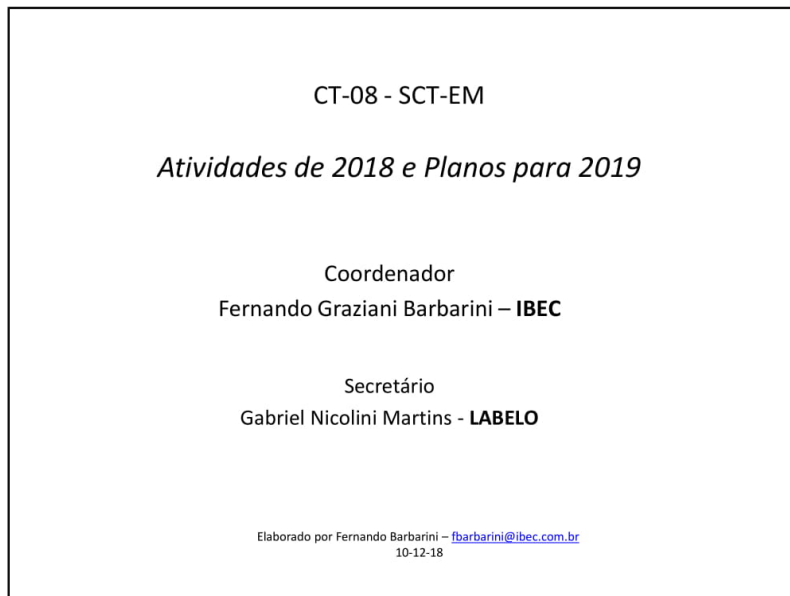 CT-08 - SCT-EM
Atividades de 2018 e Planos para 2019
Coordenador
Fernando Graziani Barbarini – IBEC
Secretário
Gabriel Nicolini Martins - LABELO
Elaborado por Fernando Barbarini – fbarbarini@ibec.com.br
10-12-18